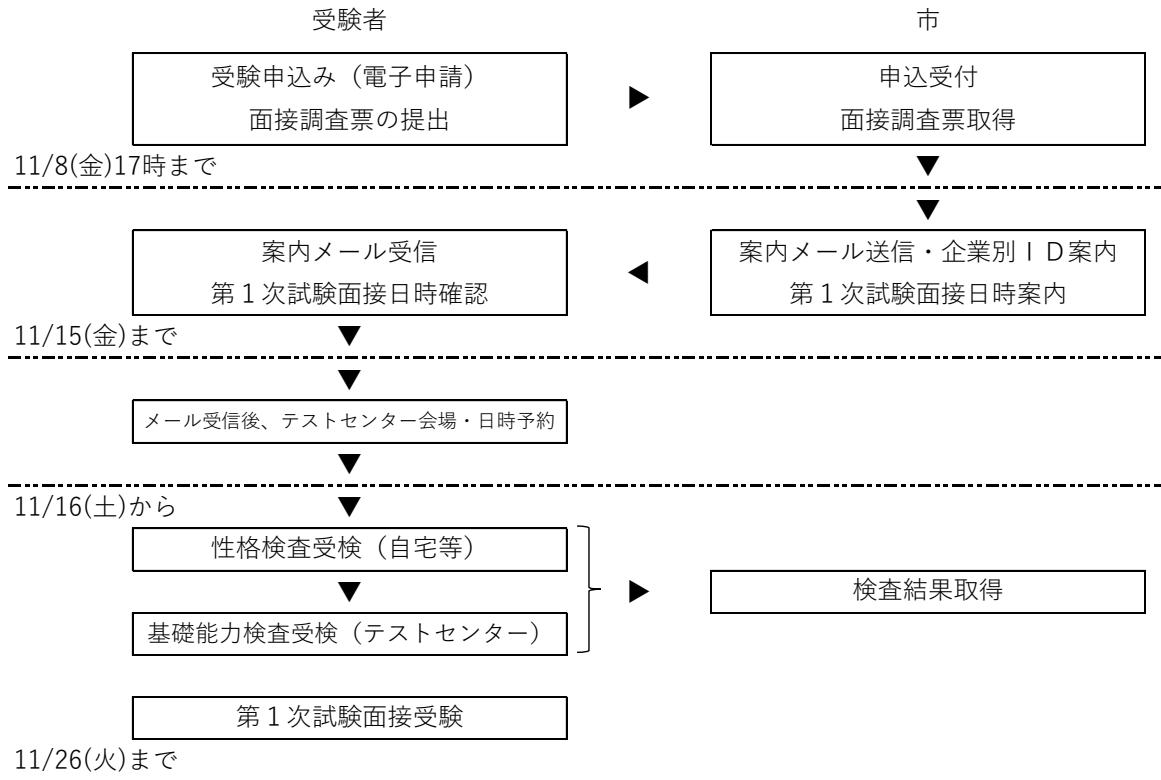 受験者
市
受験申込み（電子申請）
面接調査票の提出
▶
申込受付
面接調査票取得
11/8(金)17時まで
▼
▼
案内メール受信
第１次試験面接日時確認
◀
案内メール送信・企業別ＩＤ案内
第１次試験面接日時案内
11/15(金)まで
▼
▼
メール受信後、テストセンター会場・日時予約
▼
11/16(土)から
▼
性格検査受検（自宅等）
▼
基礎能力検査受検（テストセンター）
▶
検査結果取得
第１次試験面接受験
11/26(火)まで